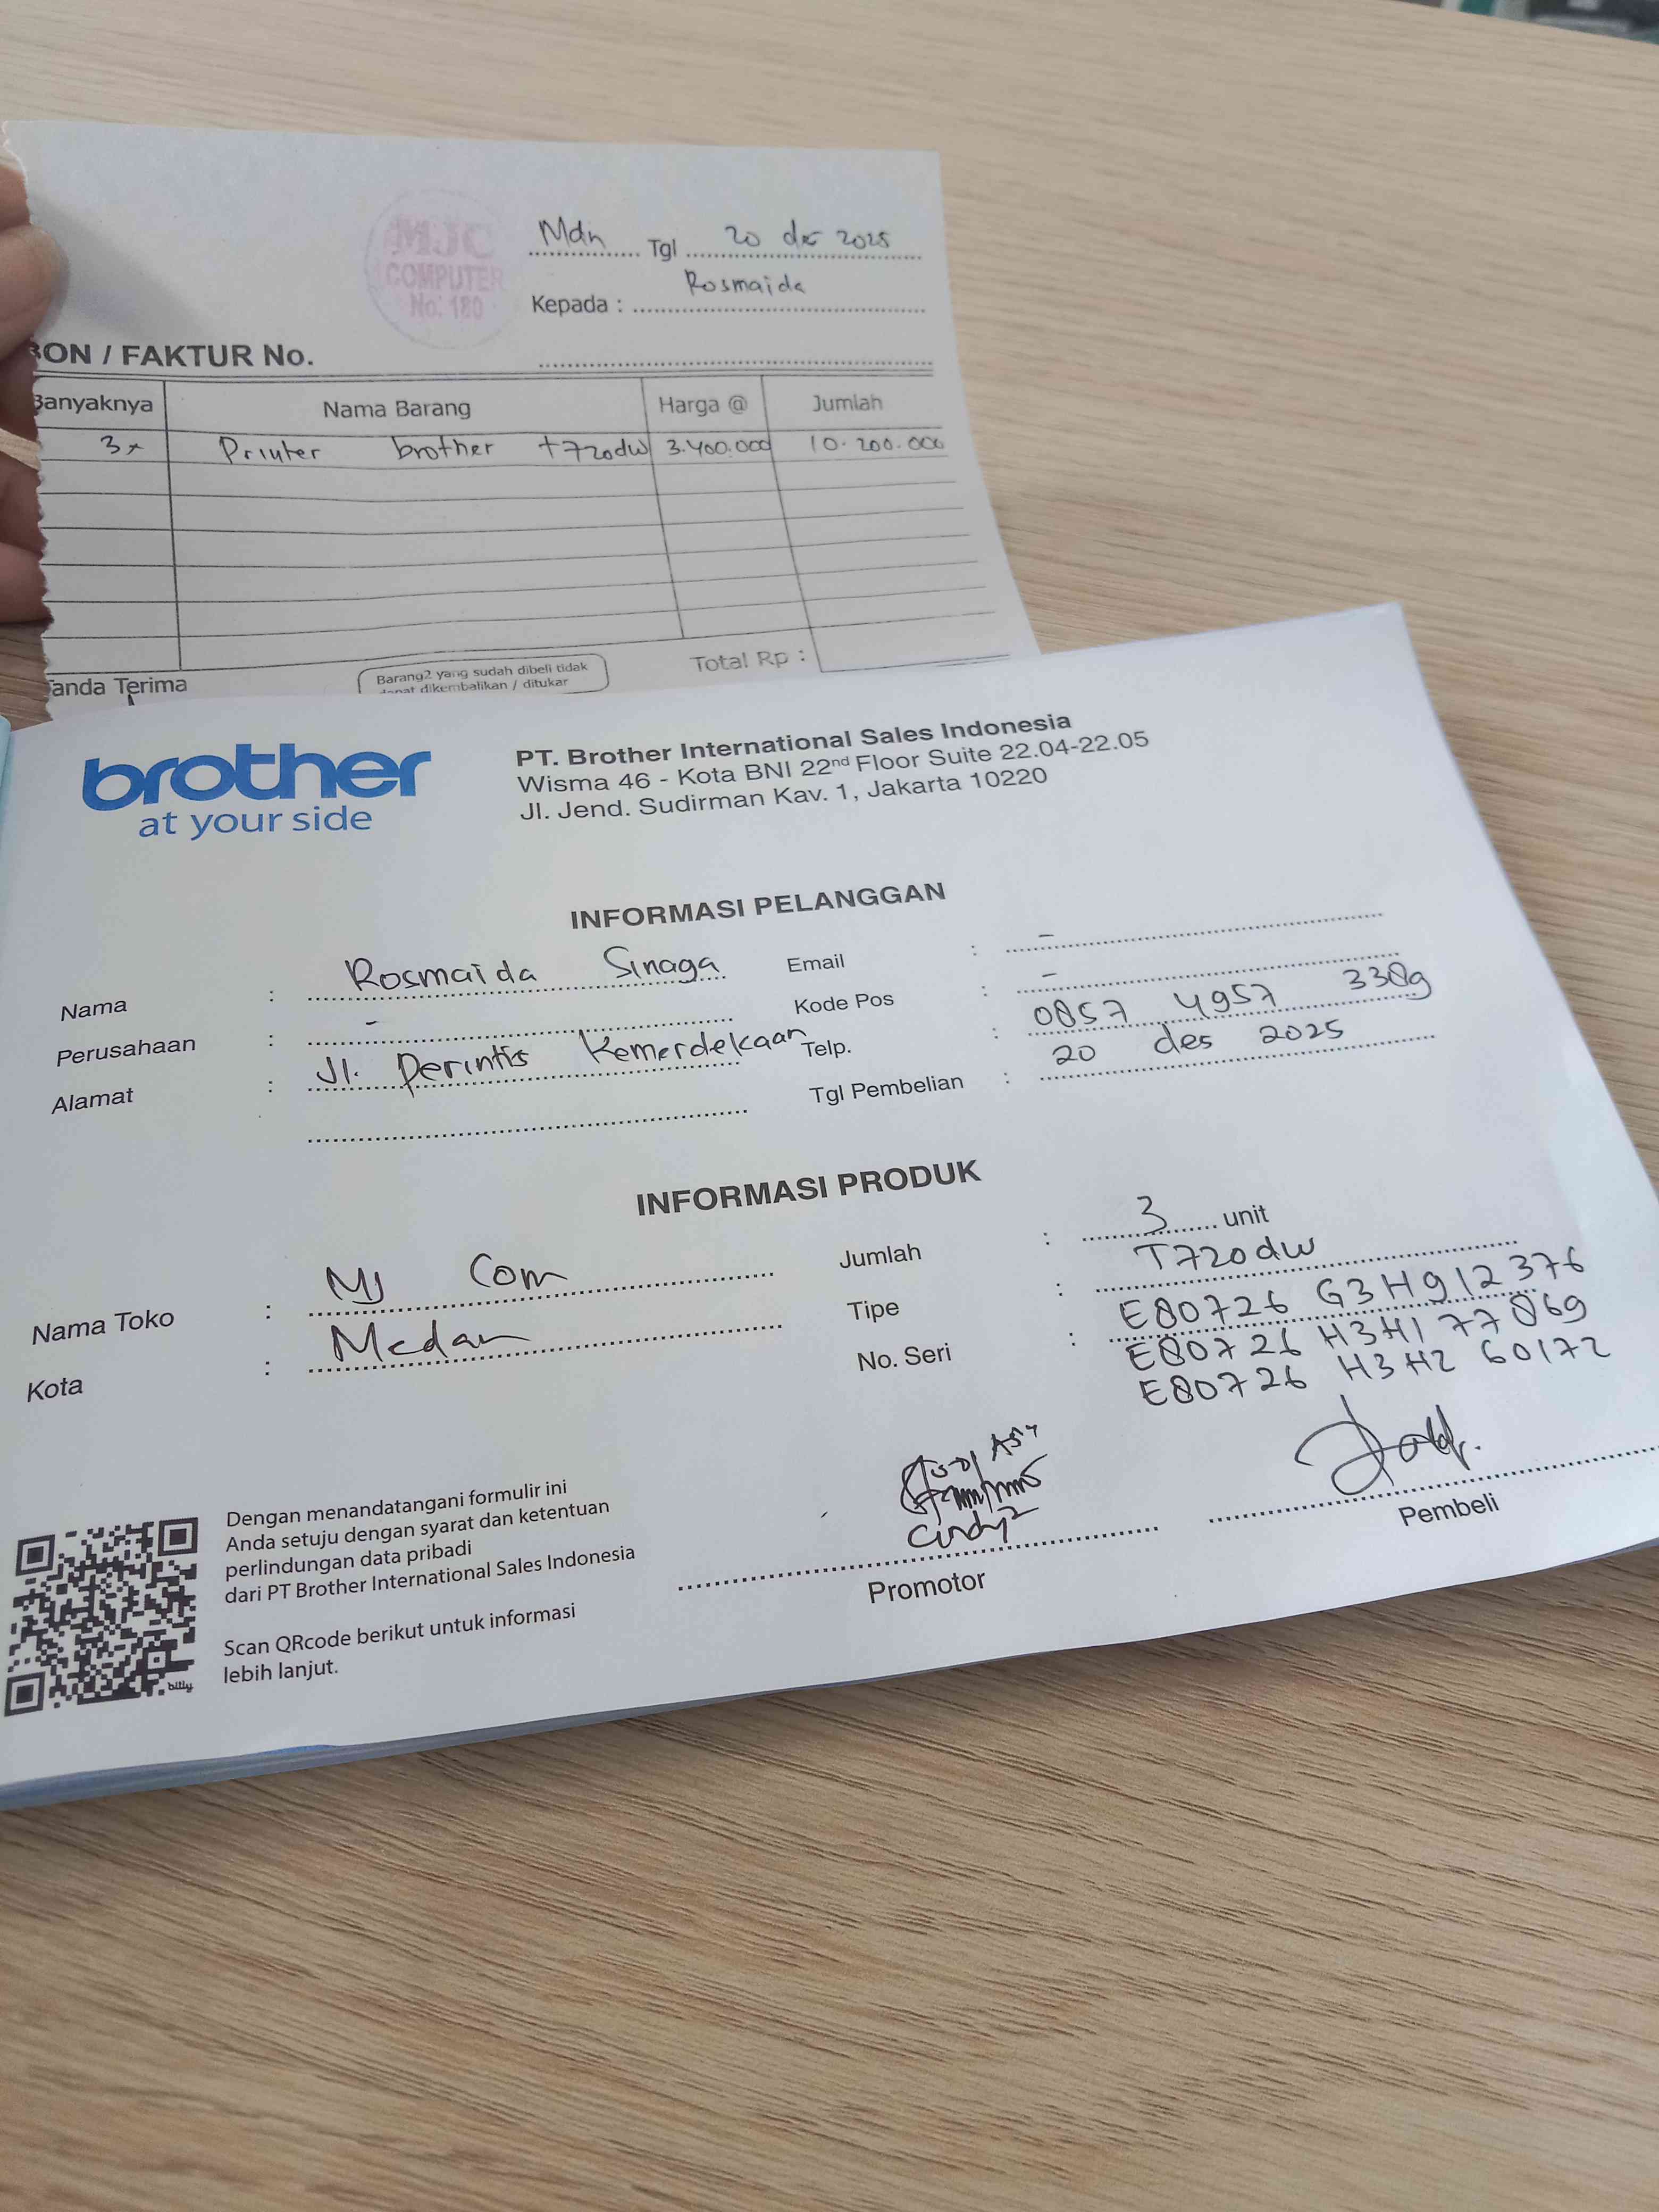 MJC
COMPUTER
No: 180
Mdn Tgl 20 des 2025
Kepada : Rosmaida
BON / FAKTUR No.
Banyaknya Nama Barang Harga @ Jumlah
3x Printer brother t720dw 3.400.000 10.200.000
Tanda Terima
Barang2 yang sudah dibeli tidak
dapat dikembalikan / ditukar
Total Rp :
brother
at your side
PT. Brother International Sales Indonesia
Wisma 46 - Kota BNI 22nd Floor Suite 22.04-22.05
Jl. Jend. Sudirman Kav. 1, Jakarta 10220
INFORMASI PELANGGAN
Nama : Rosmaida Sinaga
Perusahaan : -
Alamat : Jl. Perintis Kemerdekaan
Email : -
Kode Pos : -
Telp. : 0857 4957 3389
Tgl Pembelian : 20 des 2025
INFORMASI PRODUK
Nama Toko : MJ Com
Kota : Medan
Jumlah : 3 unit
Tipe : T720dw
No. Seri : E80726 G3H912376
E80726 H3H177869
E80726 H3H260172
Dengan menandatangani formulir ini
Anda setuju dengan syarat dan ketentuan
perlindungan data pribadi
dari PT Brother International Sales Indonesia
Scan QRcode berikut untuk informasi
lebih lanjut.
bitly
Cindy
Promotor
Pembeli